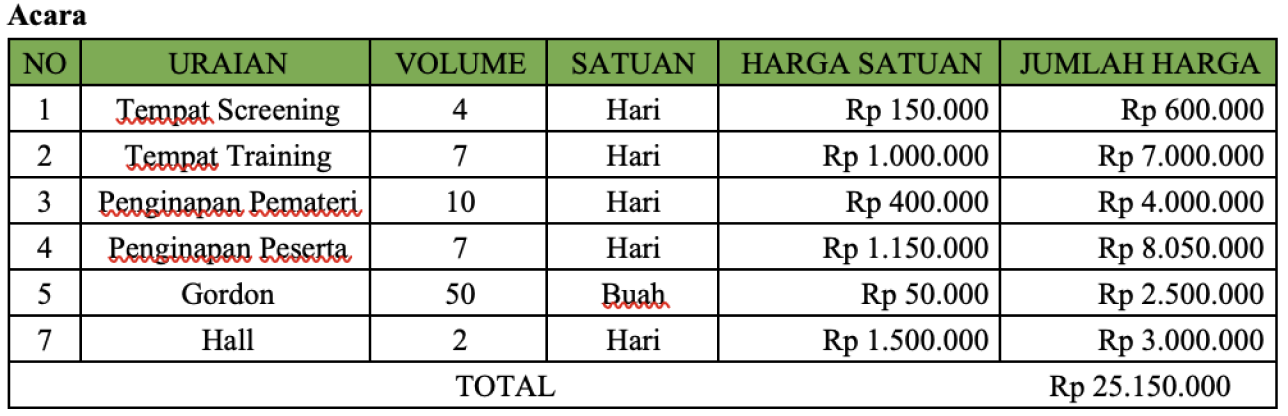 Acara
NO URAIAN VOLUME SATUAN HARGA SATUAN JUMLAH HARGA
1 Tempat Screening 4 Hari Rp 150.000 Rp 600.000
2 Tempat Training 7 Hari Rp 1.000.000 Rp 7.000.000
3 Penginapan Pemateri 10 Hari Rp 400.000 Rp 4.000.000
4 Penginapan Peserta 7 Hari Rp 1.150.000 Rp 8.050.000
5 Gordon 50 Buah Rp 50.000 Rp 2.500.000
7 Hall 2 Hari Rp 1.500.000 Rp 3.000.000
TOTAL Rp 25.150.000